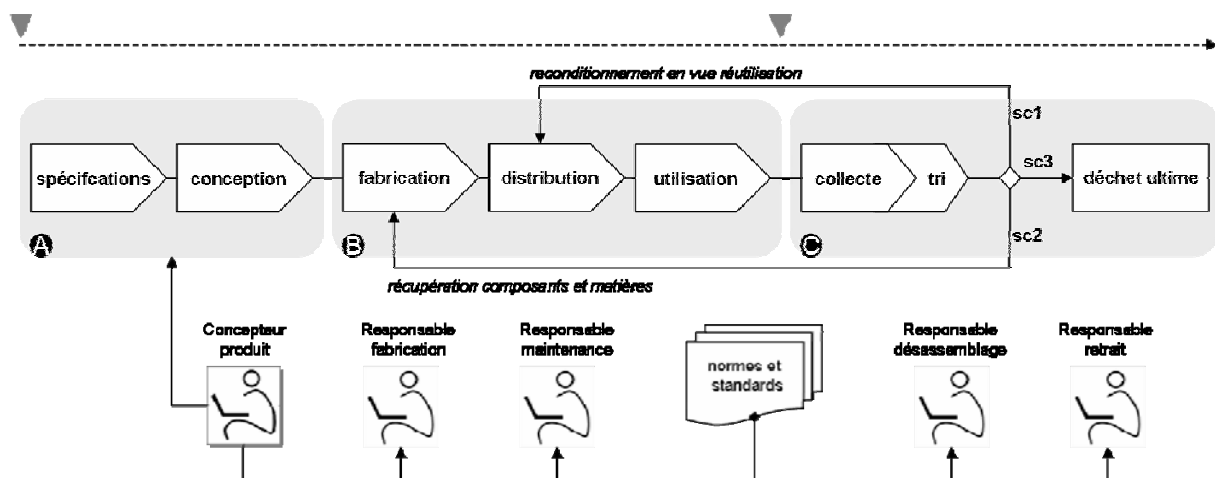 reconditionnement en vue réutilisation
sc1
spécifcations
conception
fabrication
distribution
utilisation
collecte
tri
sc3
déchet ultime
A
B
C
sc2
récupération composants et matières
Concepteur
produit
Responsable
fabrication
Responsable
maintenance
normes et
standards
Responsable
désassemblage
Responsable
retrait